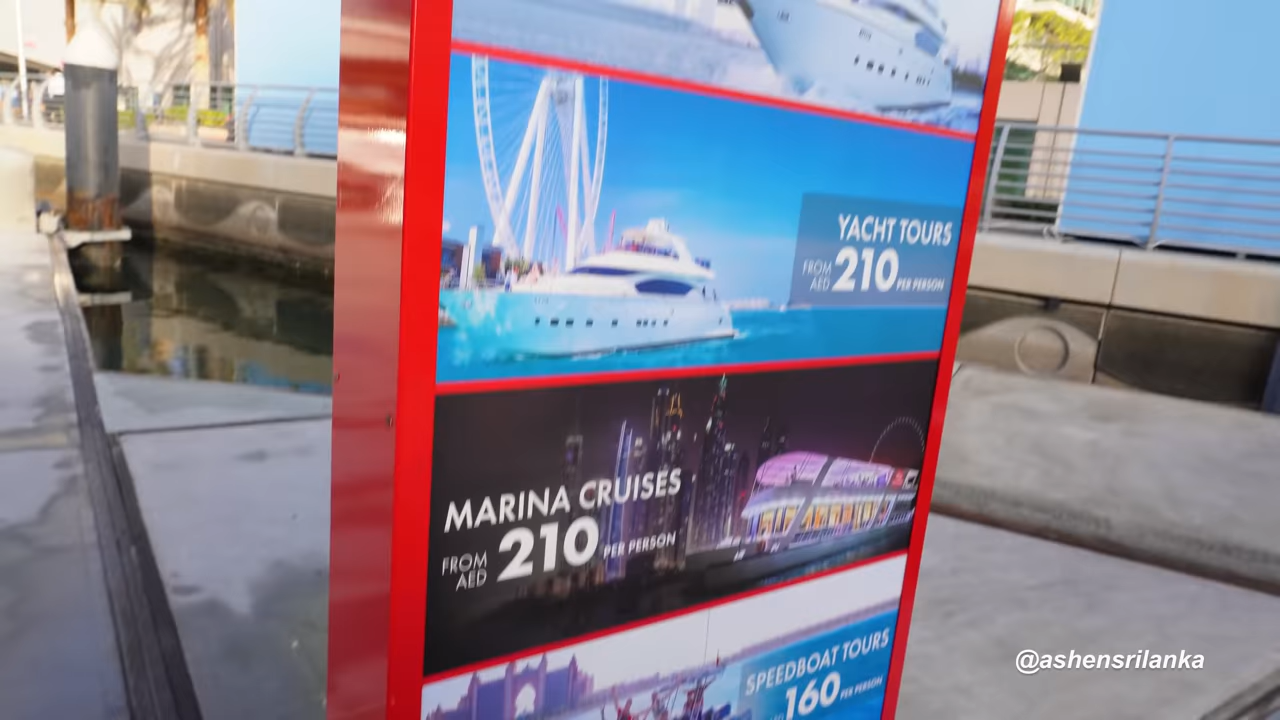 YACHT TOURS
FROM AED 210 PER PERSON
MARINA CRUISES
FROM AED 210 PER PERSON
SPEEDBOAT TOURS
160 PER PERSON
@ashensrilanka